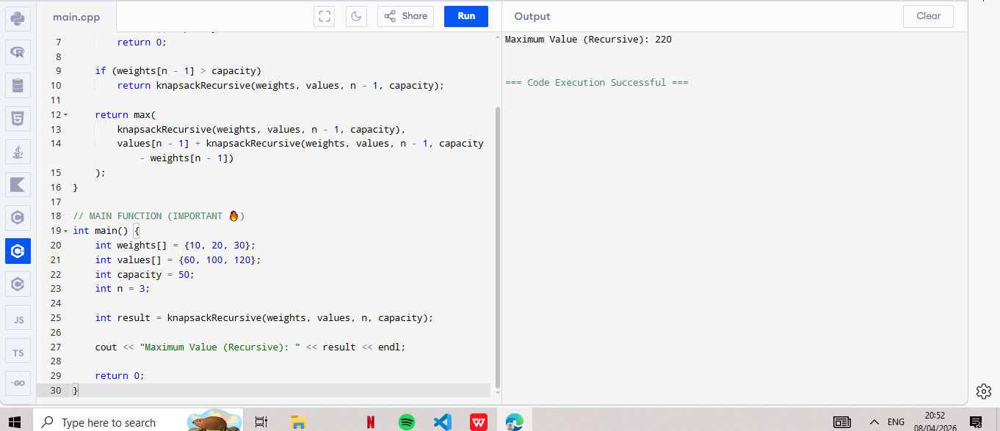 main.cpp
Share
Run
Output
Clear
7 return 0;
8
9 if (weights[n - 1] > capacity)
10 return knapsackRecursive(weights, values, n - 1, capacity);
11
12 return max(
13 knapsackRecursive(weights, values, n - 1, capacity),
14 values[n - 1] + knapsackRecursive(weights, values, n - 1, capacity
- weights[n - 1])
15 );
16 }
17
18 // MAIN FUNCTION (IMPORTANT 🔥)
19 int main() {
20 int weights[] = {10, 20, 30};
21 int values[] = {60, 100, 120};
22 int capacity = 50;
23 int n = 3;
24
25 int result = knapsackRecursive(weights, values, n, capacity);
26
27 cout << "Maximum Value (Recursive): " << result << endl;
28
29 return 0;
30 }
Maximum Value (Recursive): 220
=== Code Execution Successful ===
R
5
C
C
C
JS
TS
GO
Type here to search
N
W
ENG
20:52
08/04/2026